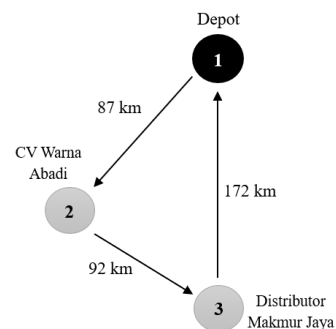 Depot
1
87 km
CV Warna
Abadi
172 km
2
92 km
3
Distributor
Makmur Jaya